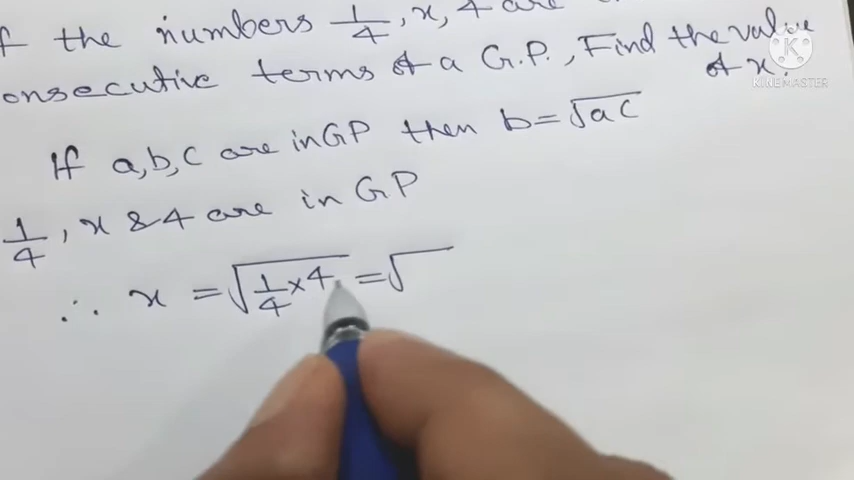 f the numbers 1/4, x, 4 are
onsecutive terms of a G.P., Find the value
of x.
If a,b,c are in GP then b=√ac
1/4, x & 4 are in GP
∴ x = √1/4×4 = √
K
KINEMASTER